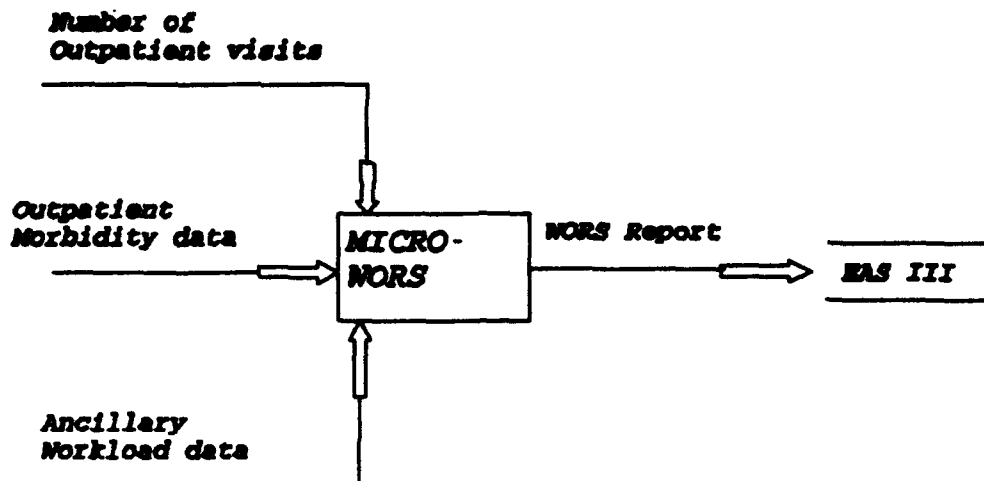 Number of
Outpatient visits
Outpatient
Morbidity data
MICRO-
WORS
WORS Report
EAS III
Ancillary
Workload data